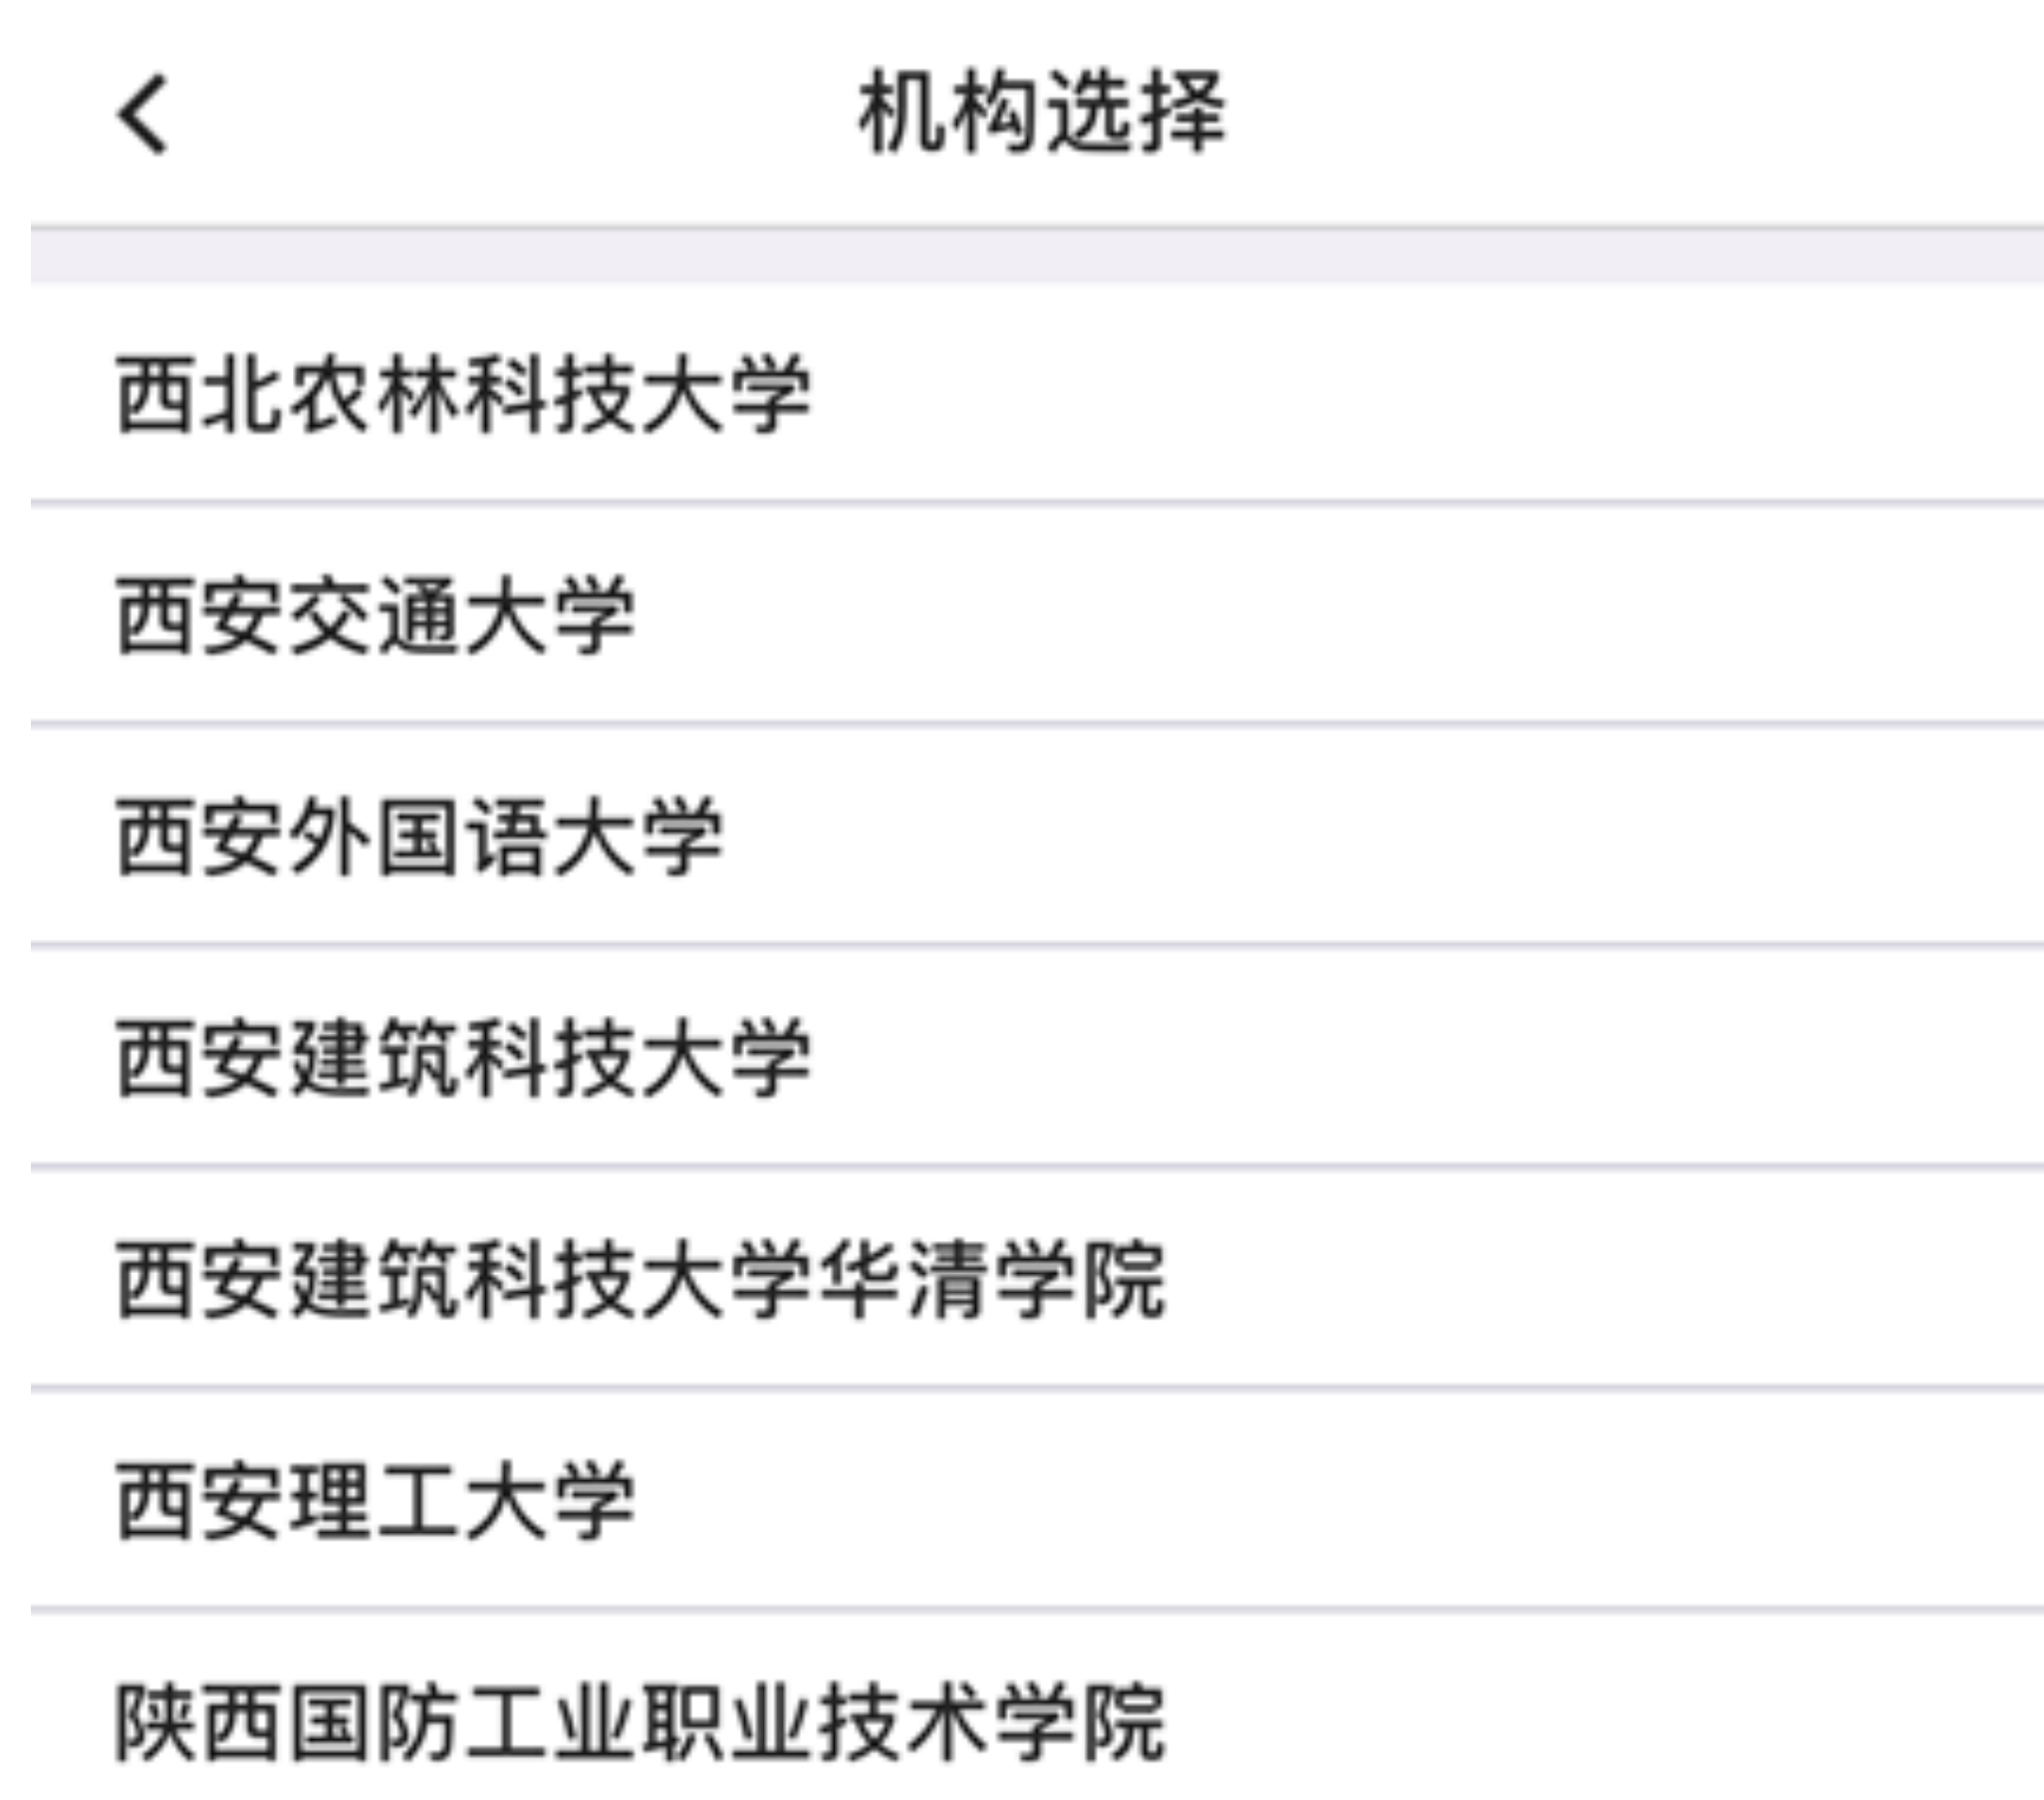 机构选择
西北农林科技大学
西安交通大学
西安外国语大学
西安建筑科技大学
西安建筑科技大学华清学院
西安理工大学
陕西国防工业职业技术学院